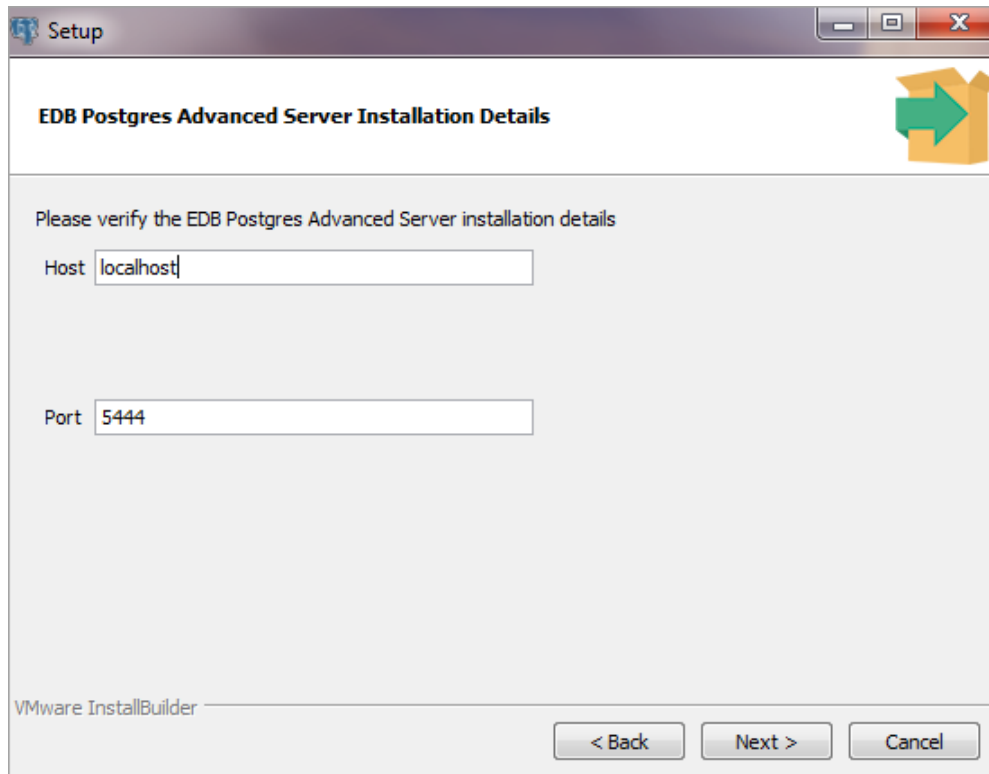 Setup
EDB Postgres Advanced Server Installation Details
Please verify the EDB Postgres Advanced Server installation details
Host localhost
Port 5444
VMware InstallBuilder
< Back Next > Cancel